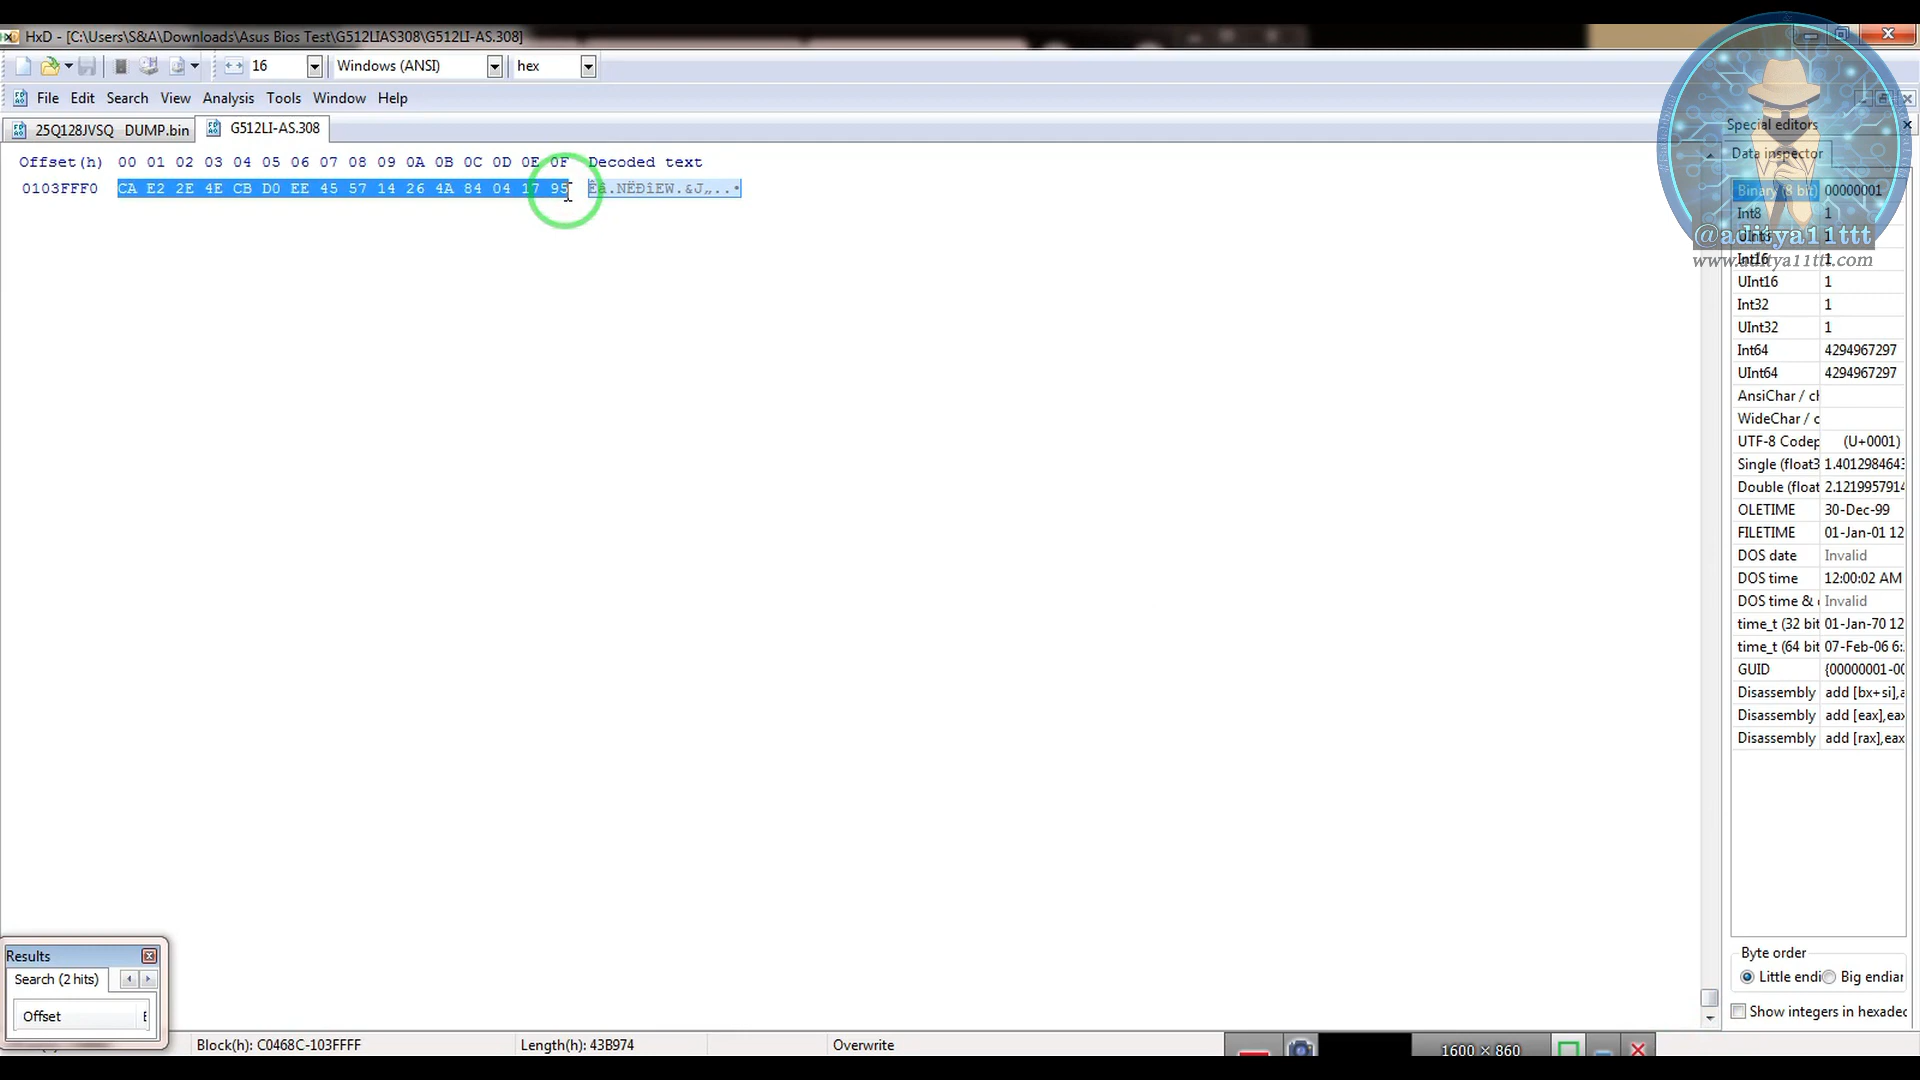 HxD - [C:\Users\S&A\Downloads\Asus Bios Test\G512LIAS308\G512LI-AS.308]
16 Windows (ANSI) hex
File Edit Search View Analysis Tools Window Help
25Q128JVSQ DUMP.bin G512LI-AS.308
Offset(h) 00 01 02 03 04 05 06 07 08 09 0A 0B 0C 0D 0E 0F Decoded text
0103FFF0 CA E2 2E 4E CB D0 EE 45 57 14 26 4A 84 04 17 95 Êâ.NËÐîEW.&J„..•
Special editors
Data inspector
Binary (8 bit) 00000001
Int8 1
1
@aditya11ttt
Int16 1
www.aditya11ttt.com
UInt16 1
Int32 1
UInt32 1
Int64 4294967297
UInt64 4294967297
AnsiChar / cl
WideChar / c
UTF-8 Codep (U+0001)
Single (float3 1.4012984643
Double (float 2.1219957914
OLETIME 30-Dec-99
FILETIME 01-Jan-01 12
DOS date Invalid
DOS time 12:00:02 AM
DOS time & Invalid
time_t (32 bit 01-Jan-70 12
time_t (64 bit 07-Feb-06 6:
GUID {00000001-00
Disassembly add [bx+si],a
Disassembly add [eax],eax
Disassembly add [rax],eax
Byte order
Little endi Big endian
Show integers in hexadec
Results
Search (2 hits)
Offset
Block(h): C0468C-103FFFF Length(h): 43B974 Overwrite
1600 × 860